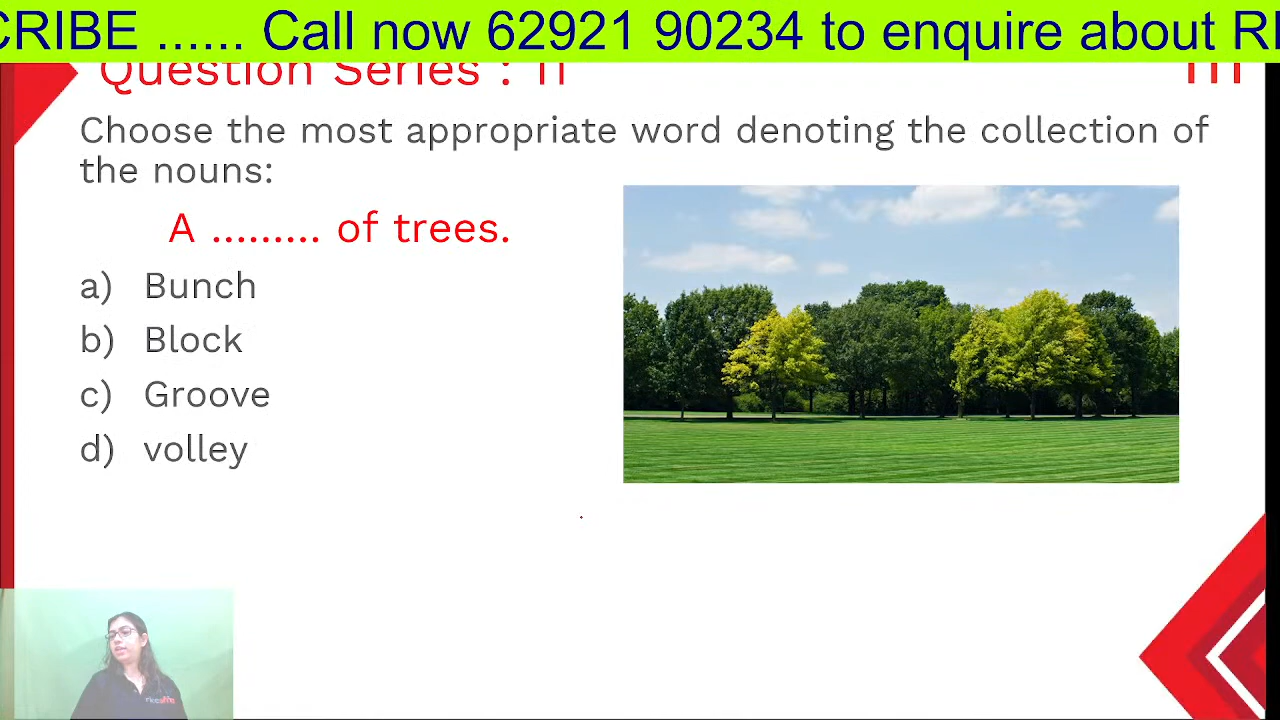 CRIBE ...... Call now 62921 90234 to enquire about R
Question Series : 11
Choose the most appropriate word denoting the collection of
the nouns:
A ......... of trees.
a) Bunch
b) Block
c) Groove
d) volley